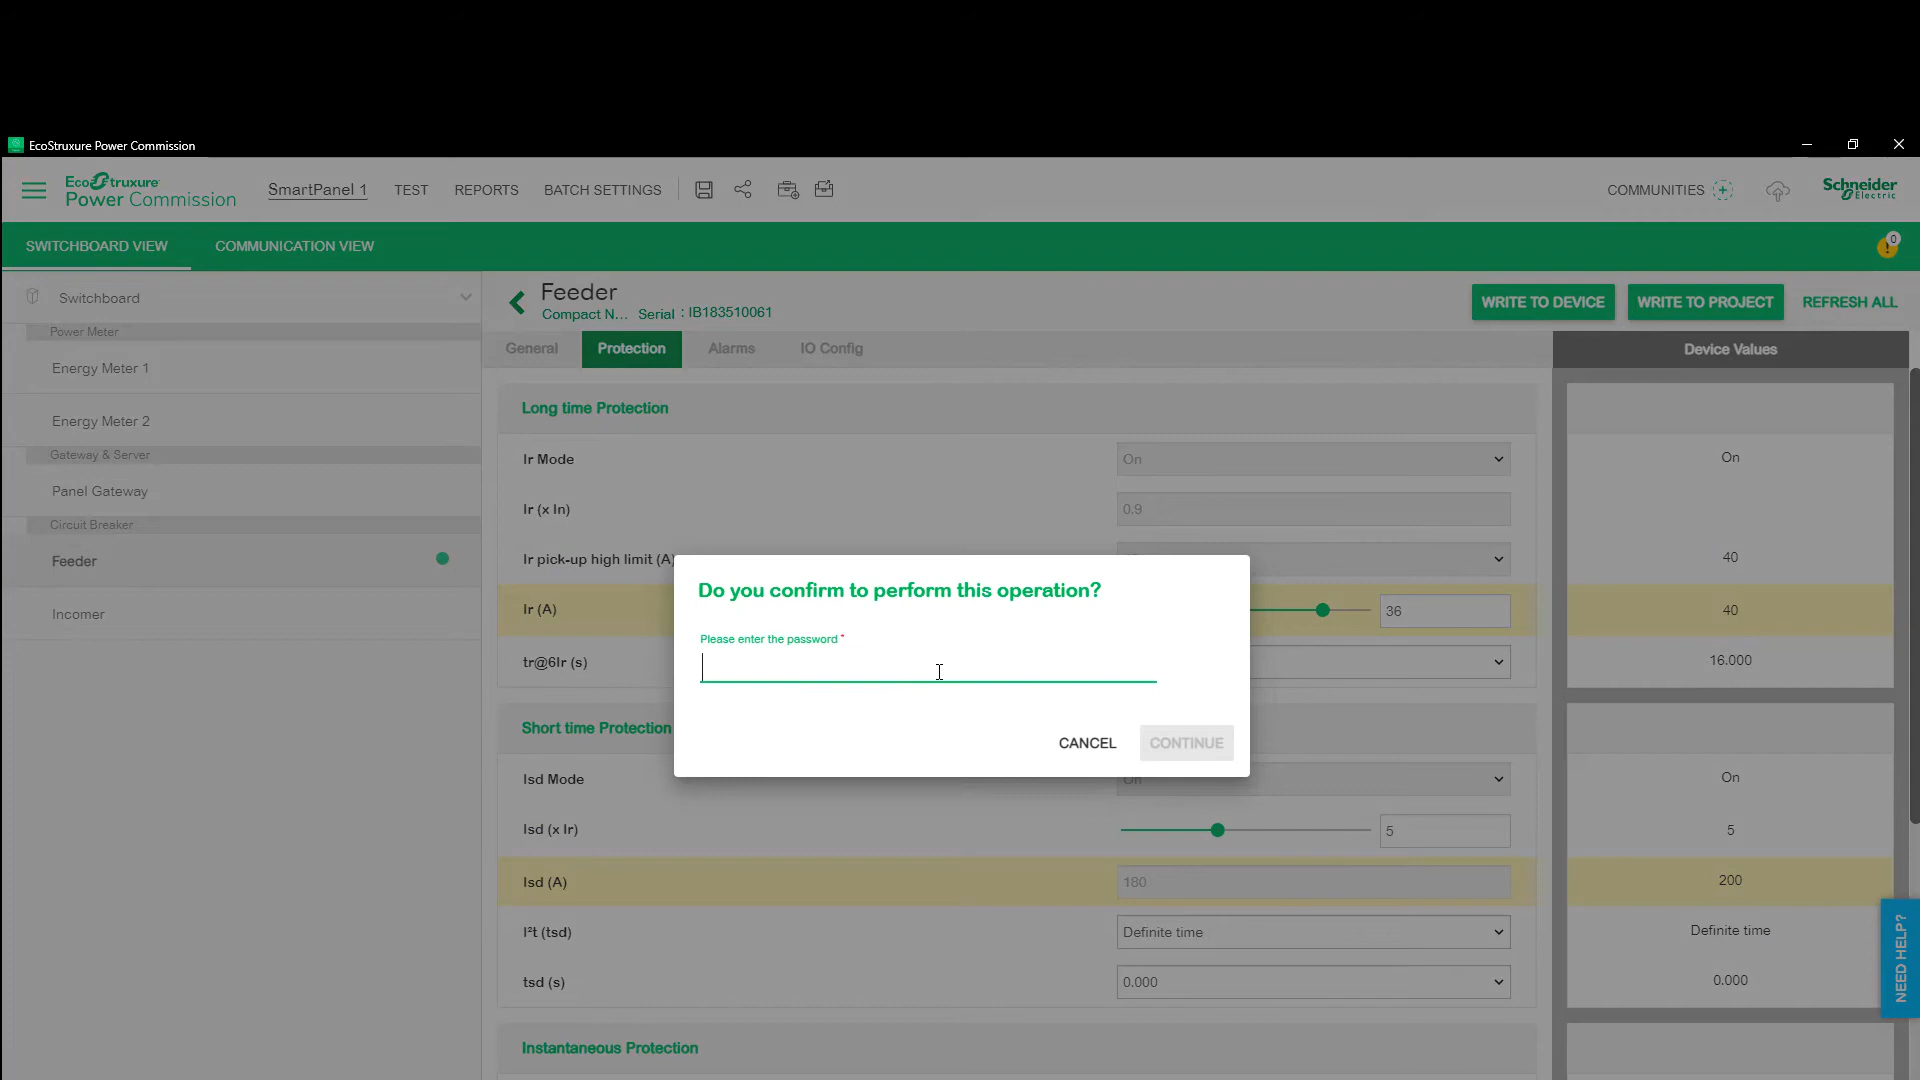 EcoStruxure Power Commission
EcoStruxure
Power Commission
SmartPanel 1
TEST
REPORTS
BATCH SETTINGS
COMMUNITIES
Schneider
Electric
SWITCHBOARD VIEW
COMMUNICATION VIEW
0
Switchboard
Power Meter
Energy Meter 1
Energy Meter 2
Gateway & Server
Panel Gateway
Circuit Breaker
Feeder
Incomer
Feeder
Compact N... Serial : IB183510061
WRITE TO DEVICE
WRITE TO PROJECT
REFRESH ALL
General
Protection
Alarms
IO Config
Device Values
Long time Protection
Ir Mode
On
On
Ir (x In)
0.9
Ir pick-up high limit (A)
40
Ir (A)
36
40
tr@6Ir (s)
16.000
Do you confirm to perform this operation?
Please enter the password *
CANCEL
CONTINUE
Short time Protection
Isd Mode
On
On
Isd (x Ir)
5
5
Isd (A)
180
200
I²t (tsd)
Definite time
Definite time
tsd (s)
0.000
0.000
Instantaneous Protection
NEED HELP?